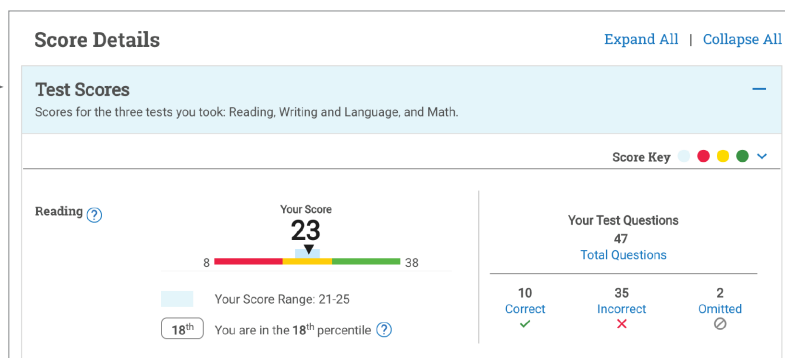 Score Details
Expand All | Collapse All
Test Scores
Scores for the three tests you took: Reading, Writing and Language, and Math.
Score Key
Reading ?
Your Score
23
8 38
Your Score Range: 21-25
18th You are in the 18th percentile ?
Your Test Questions
47
Total Questions
10 35 2
Correct Incorrect Omitted